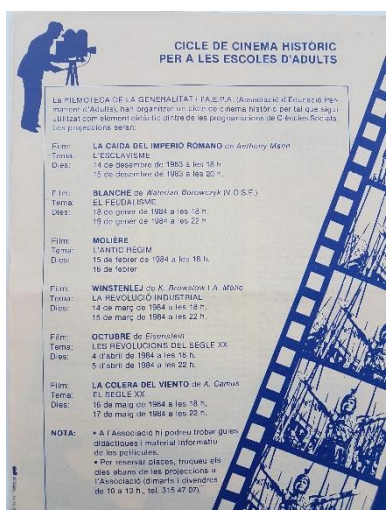 CICLE DE CINEMA HISTÒRIC
PER A LES ESCOLES D'ADULTS
La FILMOTECA DE LA GENERALITAT i l'A.E.P.A. (Associació d'Educació Per-
manent d'Adults), han organitzat un cicle de cinema històric per tal que sigui
utilitzat com element didàctic dintre de les programacions de Ciències Socials.
Les projeccions seran:
Film: LA CAIDA DEL IMPERIO ROMANO de Anthony Mann
Tema: L'ESCLAVISME
Dies: 14 de desembre de 1983 a les 18 h.
15 de desembre de 1983 a les 20 h.
Film: BLANCHE de Walerian Borowczyk (V.O.S.E.)
Tema: EL FEUDALISME
Dies: 18 de gener de 1984 a les 18 h.
19 de gener de 1984 a les 22 h.
Film: MOLIÈRE
Tema: L'ANTIC RÈGIM
Dies: 15 de febrer de 1984 a les 18 h.
16 de febrer
Film: WINSTENLEJ de K. Brownlow i A. Mollo
Tema: LA REVOLUCIÓ INDUSTRIAL
Dies: 14 de març de 1984 a les 18 h.
15 de març de 1984 a les 22 h.
Film: OCTUBRE de Eisenstein
Tema: LES REVOLUCIONS DEL SEGLE XX
Dies: 4 d'abril de 1984 a les 18 h.
5 d'abril de 1984 a les 22 h.
Film: LA COLERA DEL VIENTO de A. Camus
Tema: EL SEGLE XX
Dies: 16 de maig de 1984 a les 18 h.
17 de maig de 1984 a les 22 h.
NOTA: • A l'Associació hi podreu trobar guies
didàctiques i material informatiu
de les pel·lícules.
• Per reservar places, truqueu els
dies abans de les projeccions a
l'Associació (dimarts i divendres
de 10 a 13 h., tel. 315 47 07).